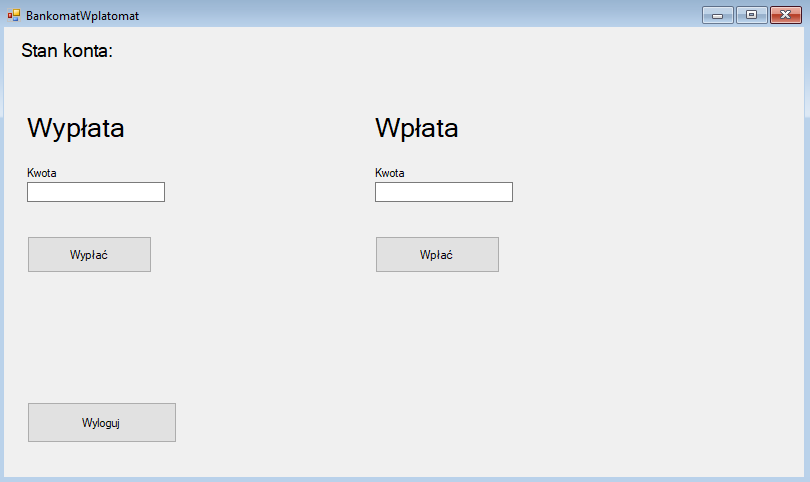 BankomatWplatomat
Stan konta:
Wypłata
Wpłata
Kwota
Kwota
Wypłać
Wpłać
Wyloguj